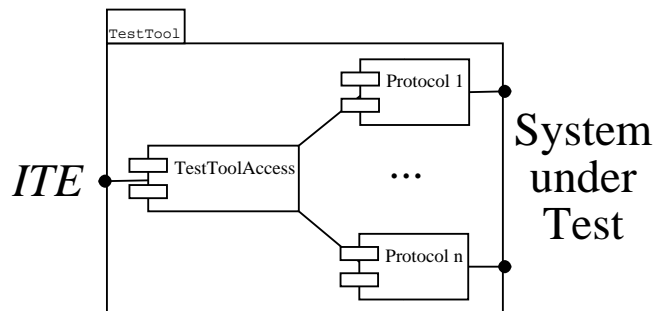 TestTool
Protocol 1
System
under
Test
ITE
TestToolAccess
...
Protocol n